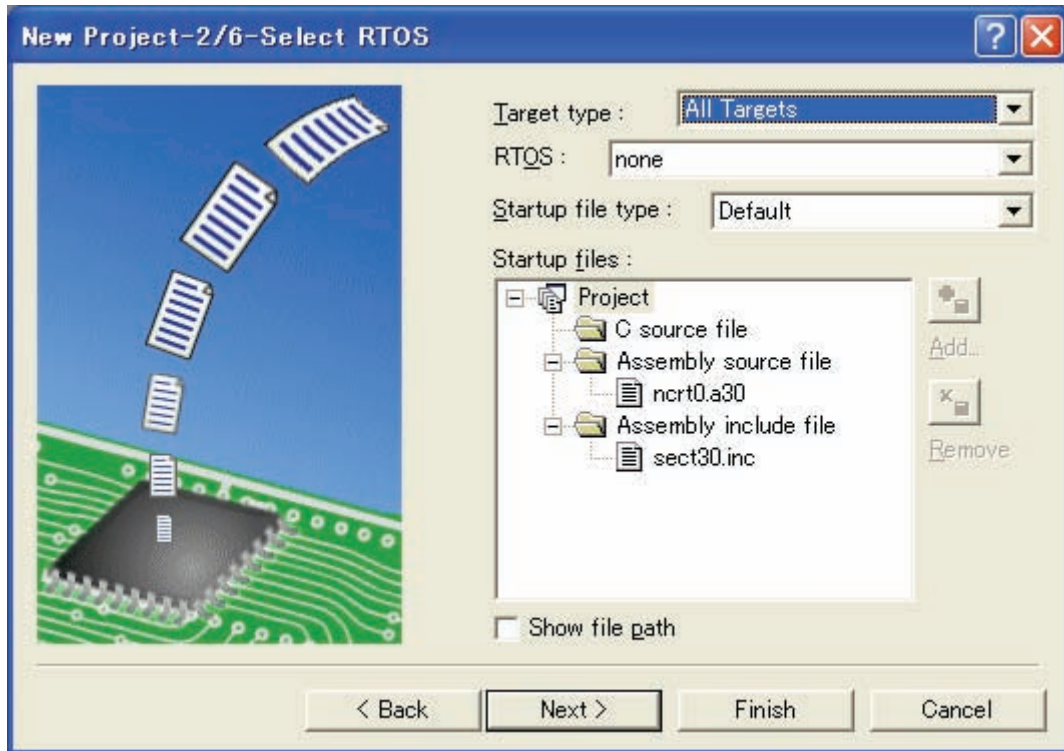 New Project-2/6-Select RTOS
Target type : All Targets
RTOS : none
Startup file type : Default
Startup files :
Project
C source file
Assembly source file
ncrt0.a30
Assembly include file
sect30.inc
Add...
Remove
Show file path
< Back Next > Finish Cancel